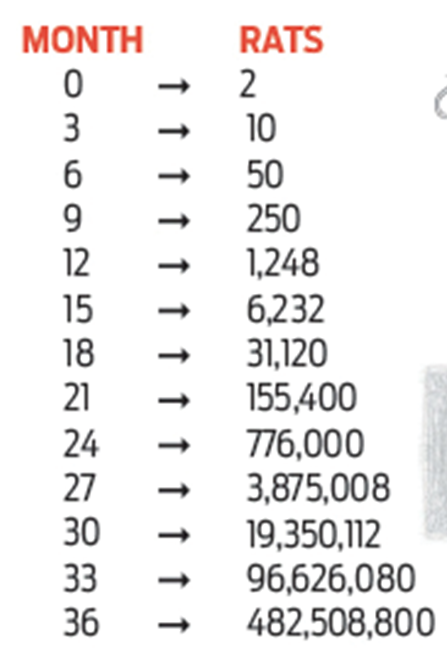 MONTH RATS
0 → 2
3 → 10
6 → 50
9 → 250
12 → 1,248
15 → 6,232
18 → 31,120
21 → 155,400
24 → 776,000
27 → 3,875,008
30 → 19,350,112
33 → 96,626,080
36 → 482,508,800